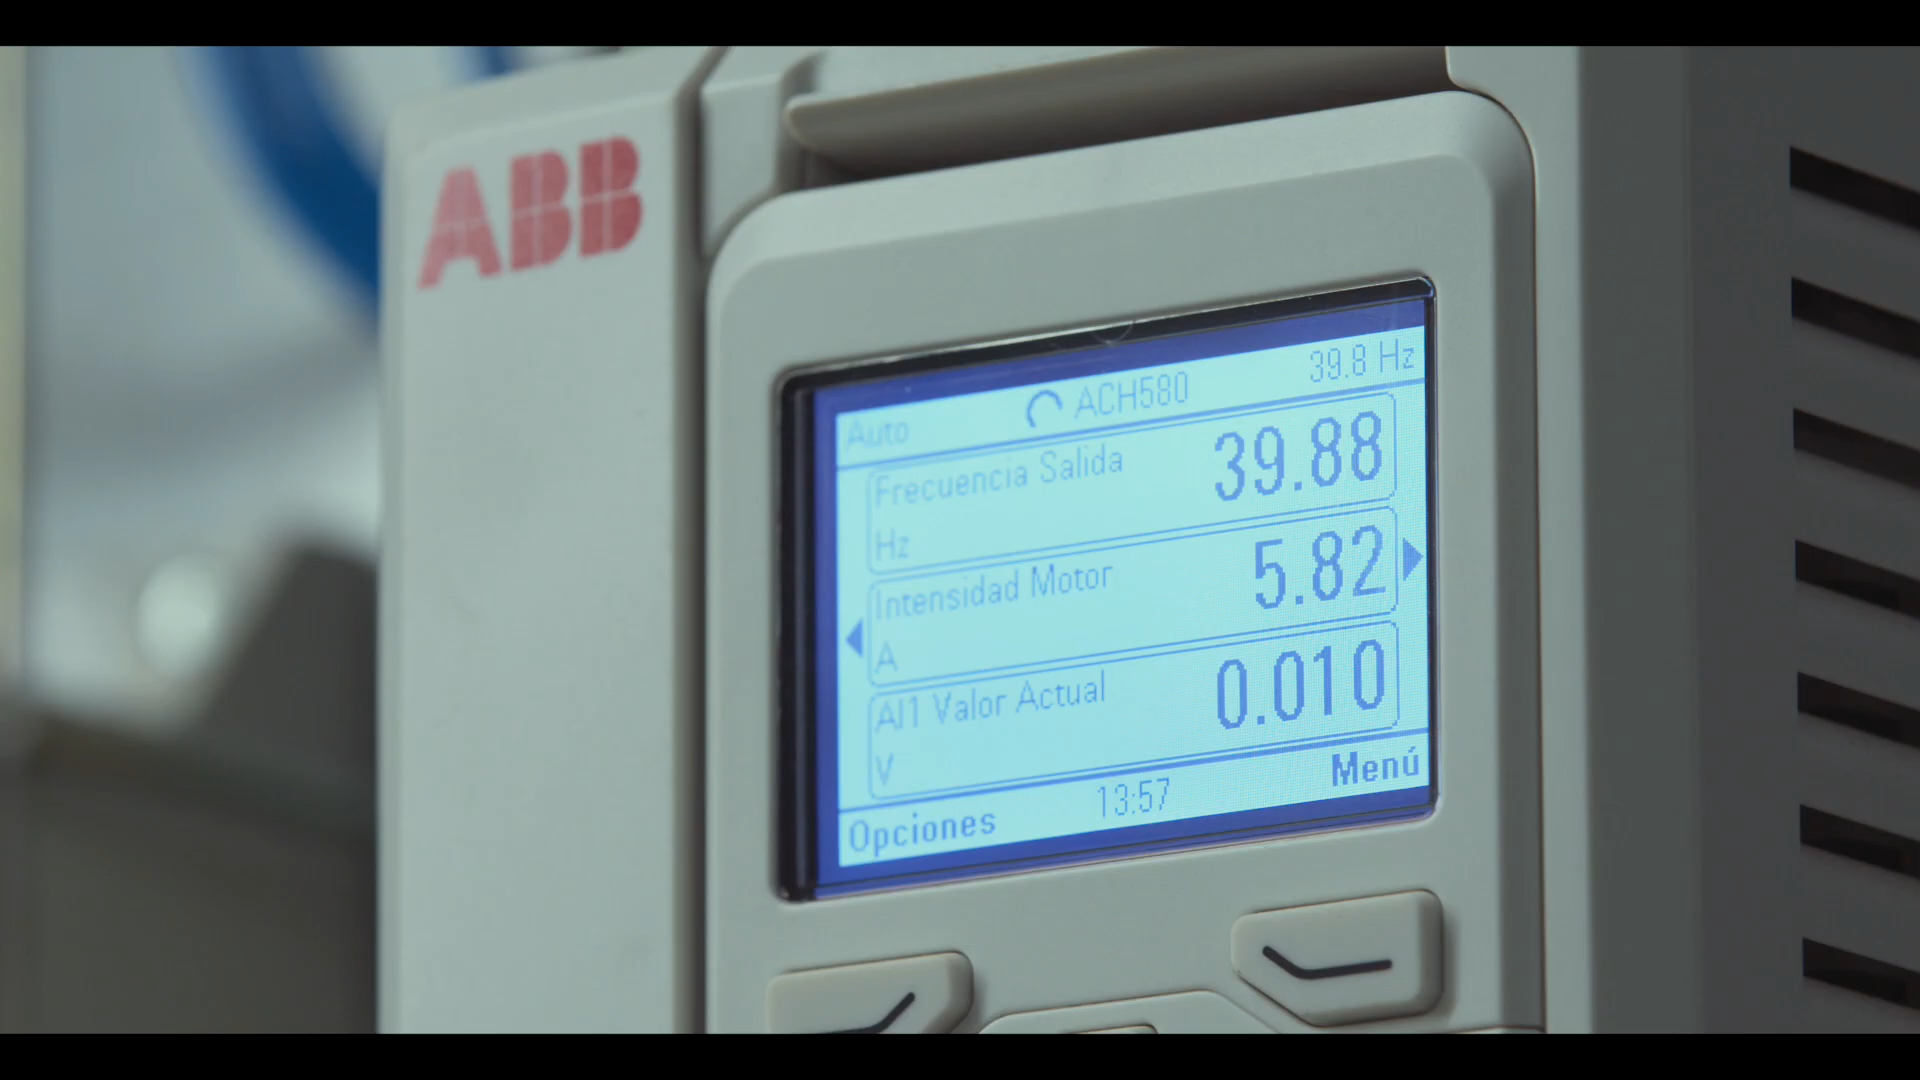 ABB
Auto ACH580 39.8 Hz
Frecuencia Salida 39.88
Hz
Intensidad Motor 5.82
A
AI1 Valor Actual 0.010
V
Opciones 13:57 Menú